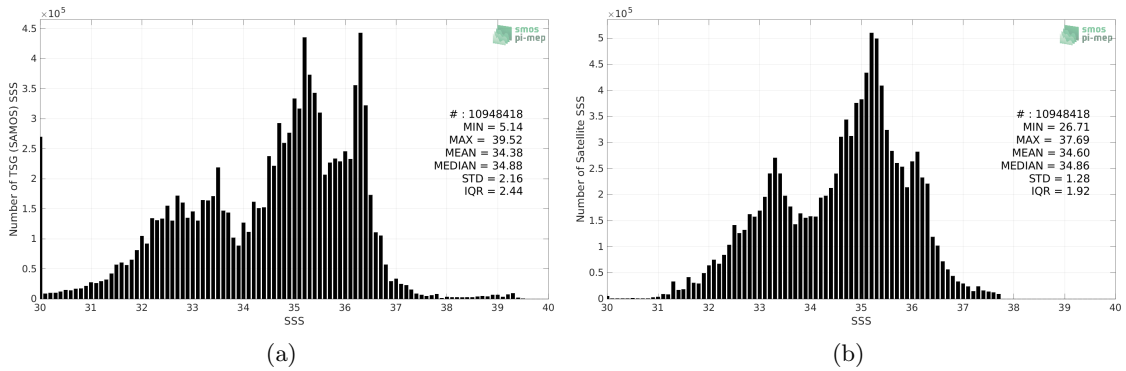 ×10⁵
4.5
4
3.5
3
2.5
2
1.5
1
0.5
0
Number of TSG (SAMOS) SSS
30 31 32 33 34 35 36 37 38 39 40
SSS
smos
pi-mep
# : 10948418
MIN = 5.14
MAX = 39.52
MEAN = 34.38
MEDIAN = 34.88
STD = 2.16
IQR = 2.44
(a)
×10⁵
5
4.5
4
3.5
3
2.5
2
1.5
1
0.5
0
Number of Satellite SSS
30 31 32 33 34 35 36 37 38 39 40
SSS
smos
pi-mep
# : 10948418
MIN = 26.71
MAX = 37.69
MEAN = 34.60
MEDIAN = 34.86
STD = 1.28
IQR = 1.92
(b)